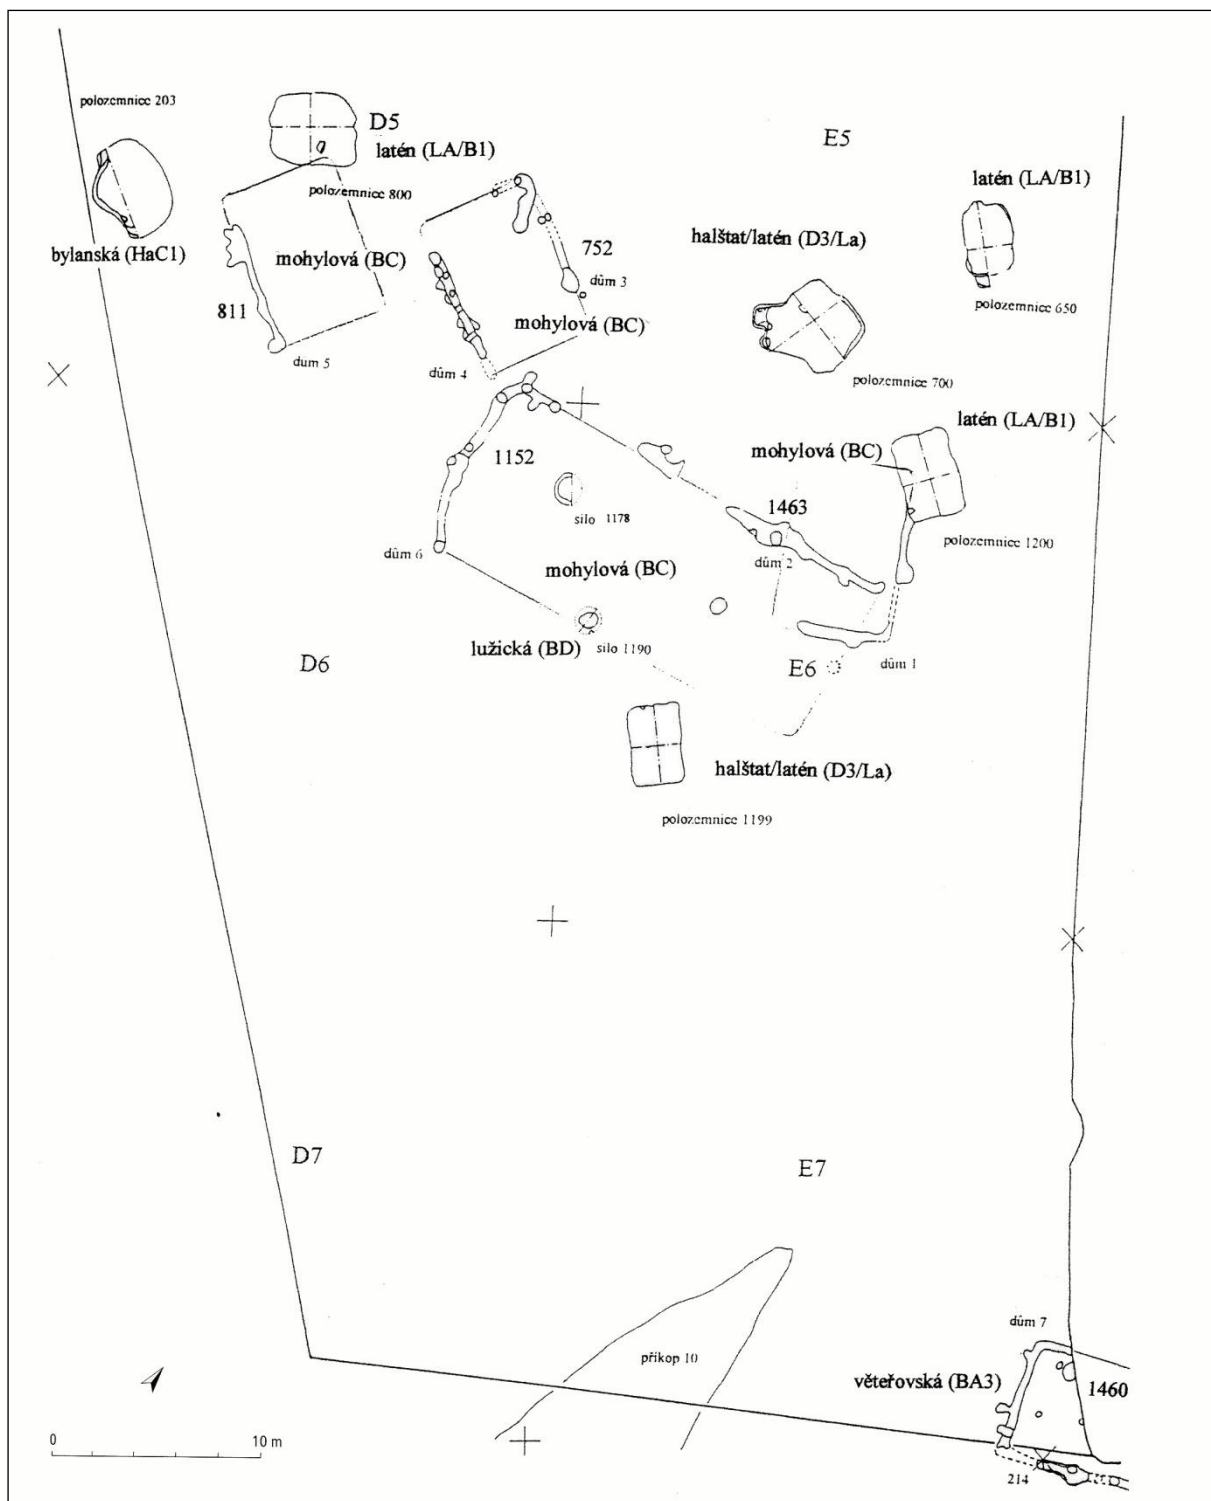 polozemnice 203
D5
E5
latén (LA/B1)
latén (LA/B1)
polozemnice 800
halštat/latén (D3/La)
bylanská (HaC1)
mohylová (BC)
752
dům 3
811
polozemnice 650
mohylová (BC)
dum 5
dům 4
polozemnice 700
latén (LA/B1)
1152
mohylová (BC)
1463
silo 1178
dům 6
polozemnice 1200
dům 2
mohylová (BC)
lužická (BD)
silo 1190
D6
E6
dům 1
halštat/latén (D3/La)
polozemnice 1199
D7
E7
dům 7
příkop 10
věteřovská (BA3)
1460
0
10 m
214